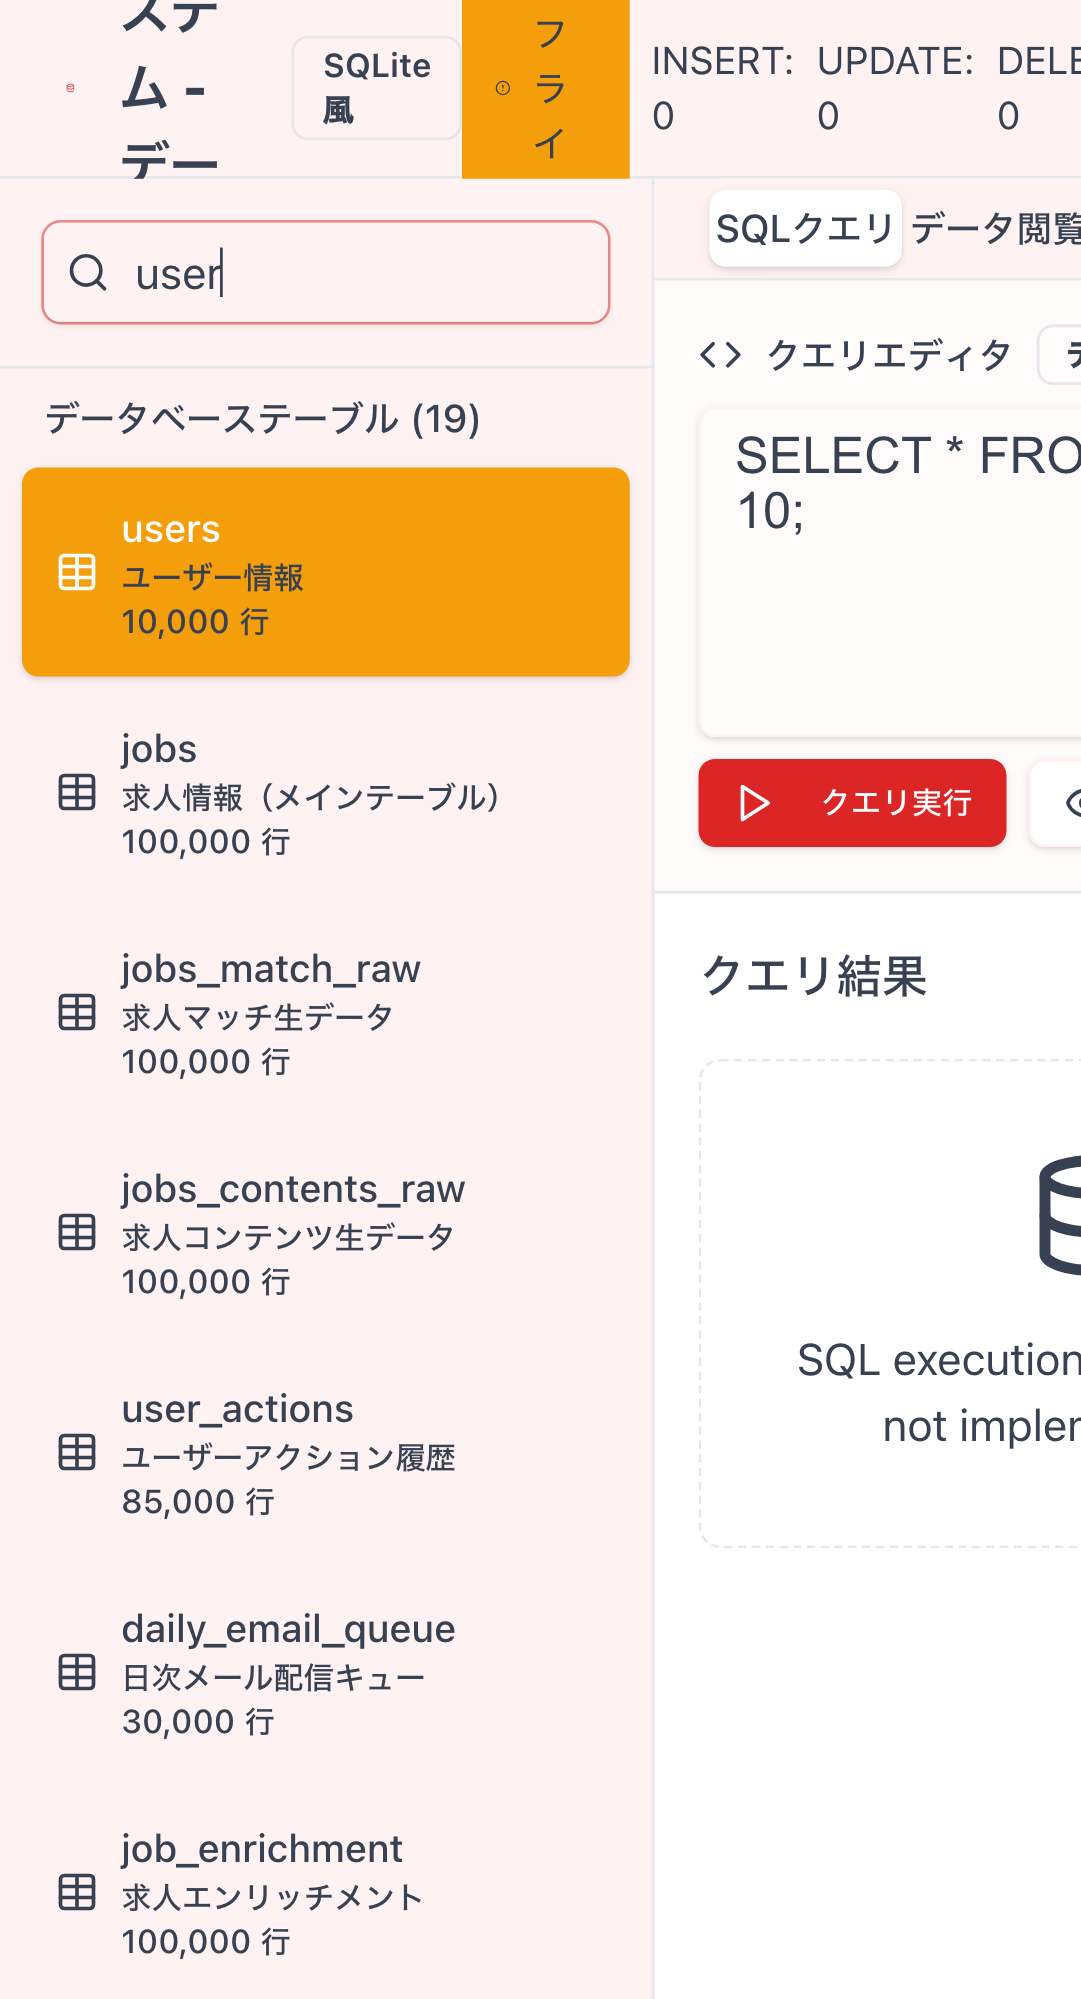 ステ
ム -
デー
SQLite
風
フ
ラ
イ
INSERT:
0
UPDATE:
0
DELE
0
user
SQLクエリ
データ閲覧
データベーステーブル (19)
users
ユーザー情報
10,000 行
jobs
求人情報（メインテーブル）
100,000 行
jobs_match_raw
求人マッチ生データ
100,000 行
jobs_contents_raw
求人コンテンツ生データ
100,000 行
user_actions
ユーザーアクション履歴
85,000 行
daily_email_queue
日次メール配信キュー
30,000 行
job_enrichment
求人エンリッチメント
100,000 行
クエリエディタ
SELECT * FRO
10;
クエリ実行
クエリ結果
SQL execution
not impler